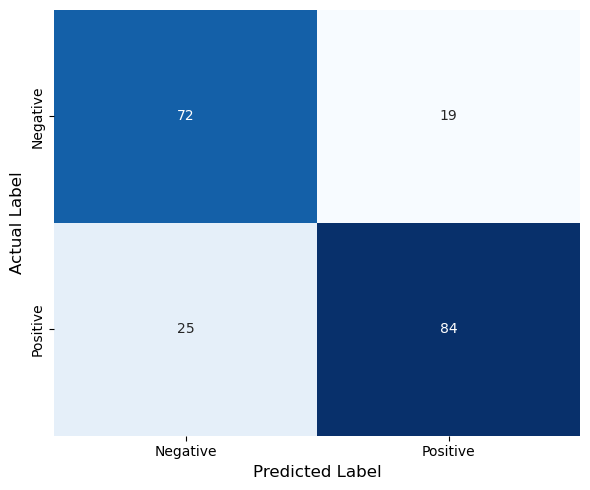 Actual Label
Negative
72
19
Positive
25
84
Negative
Positive
Predicted Label